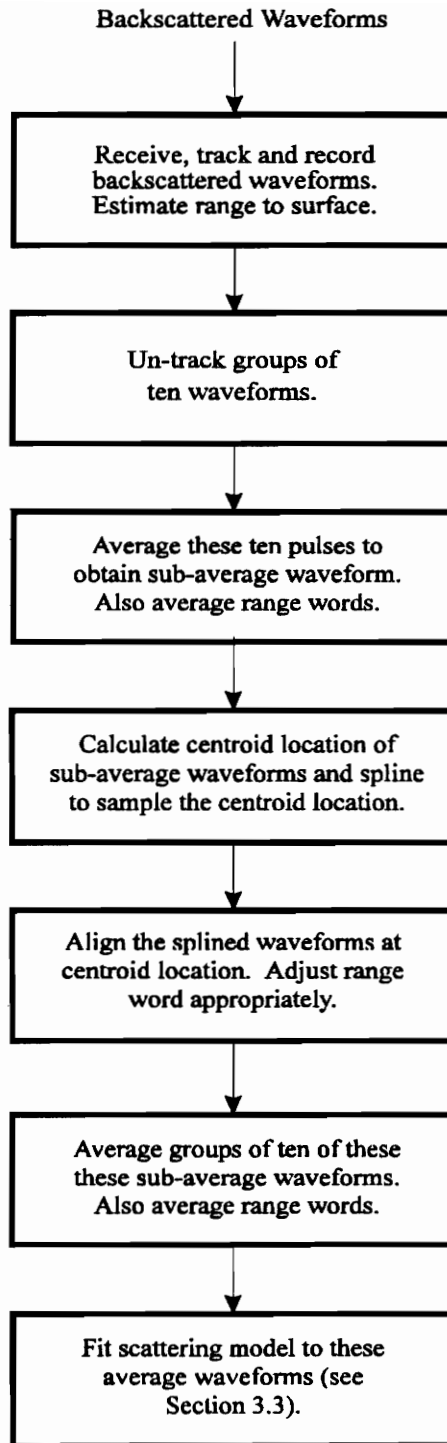 Backscattered Waveforms
Receive, track and record
backscattered waveforms.
Estimate range to surface.
Un-track groups of
ten waveforms.
Average these ten pulses to
obtain sub-average waveform.
Also average range words.
Calculate centroid location of
sub-average waveforms and spline
to sample the centroid location.
Align the splined waveforms at
centroid location. Adjust range
word appropriately.
Average groups of ten of these
these sub-average waveforms.
Also average range words.
Fit scattering model to these
average waveforms (see
Section 3.3).